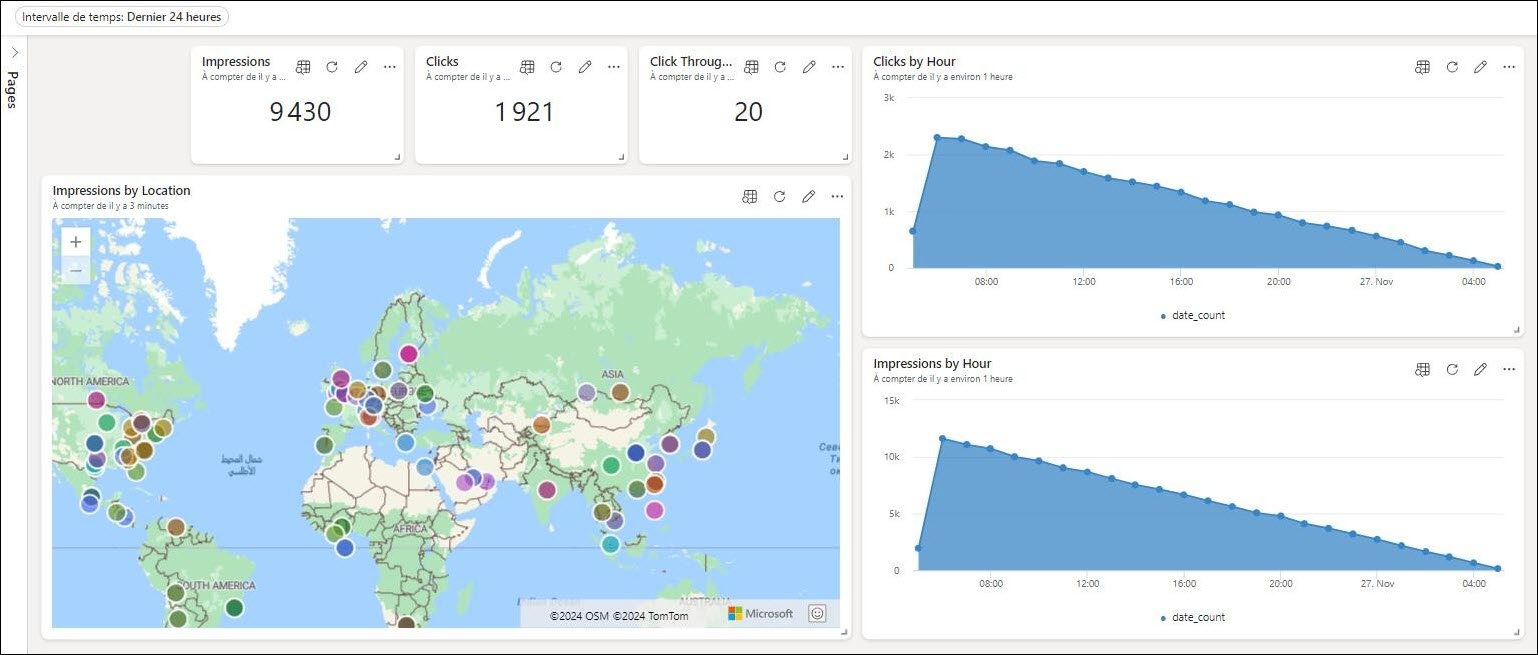 Intervalle de temps: Dernier 24 heures
Pages
Impressions
À compter de il y a ...
9 430
Clicks
À compter de il y a ...
1 921
Click Throug...
À compter de il y a ...
20
Clicks by Hour
À compter de il y a environ 1 heure
3k
2k
1k
0
08:00 12:00 16:00 20:00 27. Nov 04:00
date_count
Impressions by Location
À compter de il y a 3 minutes
+
−
NORTH AMERICA
ASIA
EUROPE
شمال المحيط
الأطلسي
AFRICA
SOUTH AMERICA
Indian Ocean
AUSTRALIA
©2024 OSM ©2024 TomTom
Microsoft
Impressions by Hour
À compter de il y a environ 1 heure
15k
10k
5k
0
08:00 12:00 16:00 20:00 27. Nov 04:00
date_count